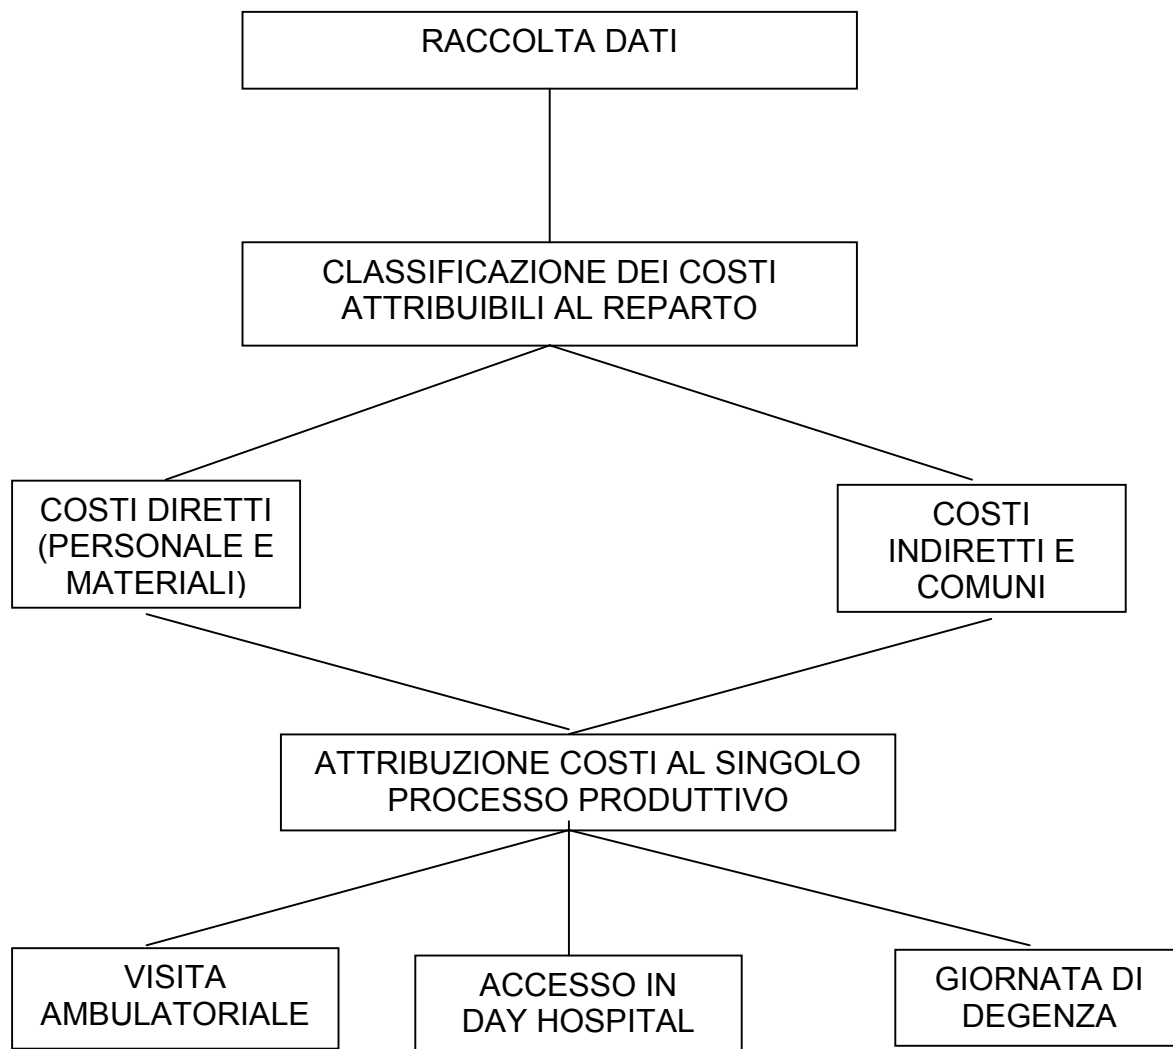 RACCOLTA DATI
CLASSIFICAZIONE DEI COSTI
ATTRIBUIBILI AL REPARTO
COSTI DIRETTI
(PERSONALE E
MATERIALI)
COSTI
INDIRETTI E
COMUNI
ATTRIBUZIONE COSTI AL SINGOLO
PROCESSO PRODUTTIVO
VISITA
AMBULATORIALE
ACCESSO IN
DAY HOSPITAL
GIORNATA DI
DEGENZA